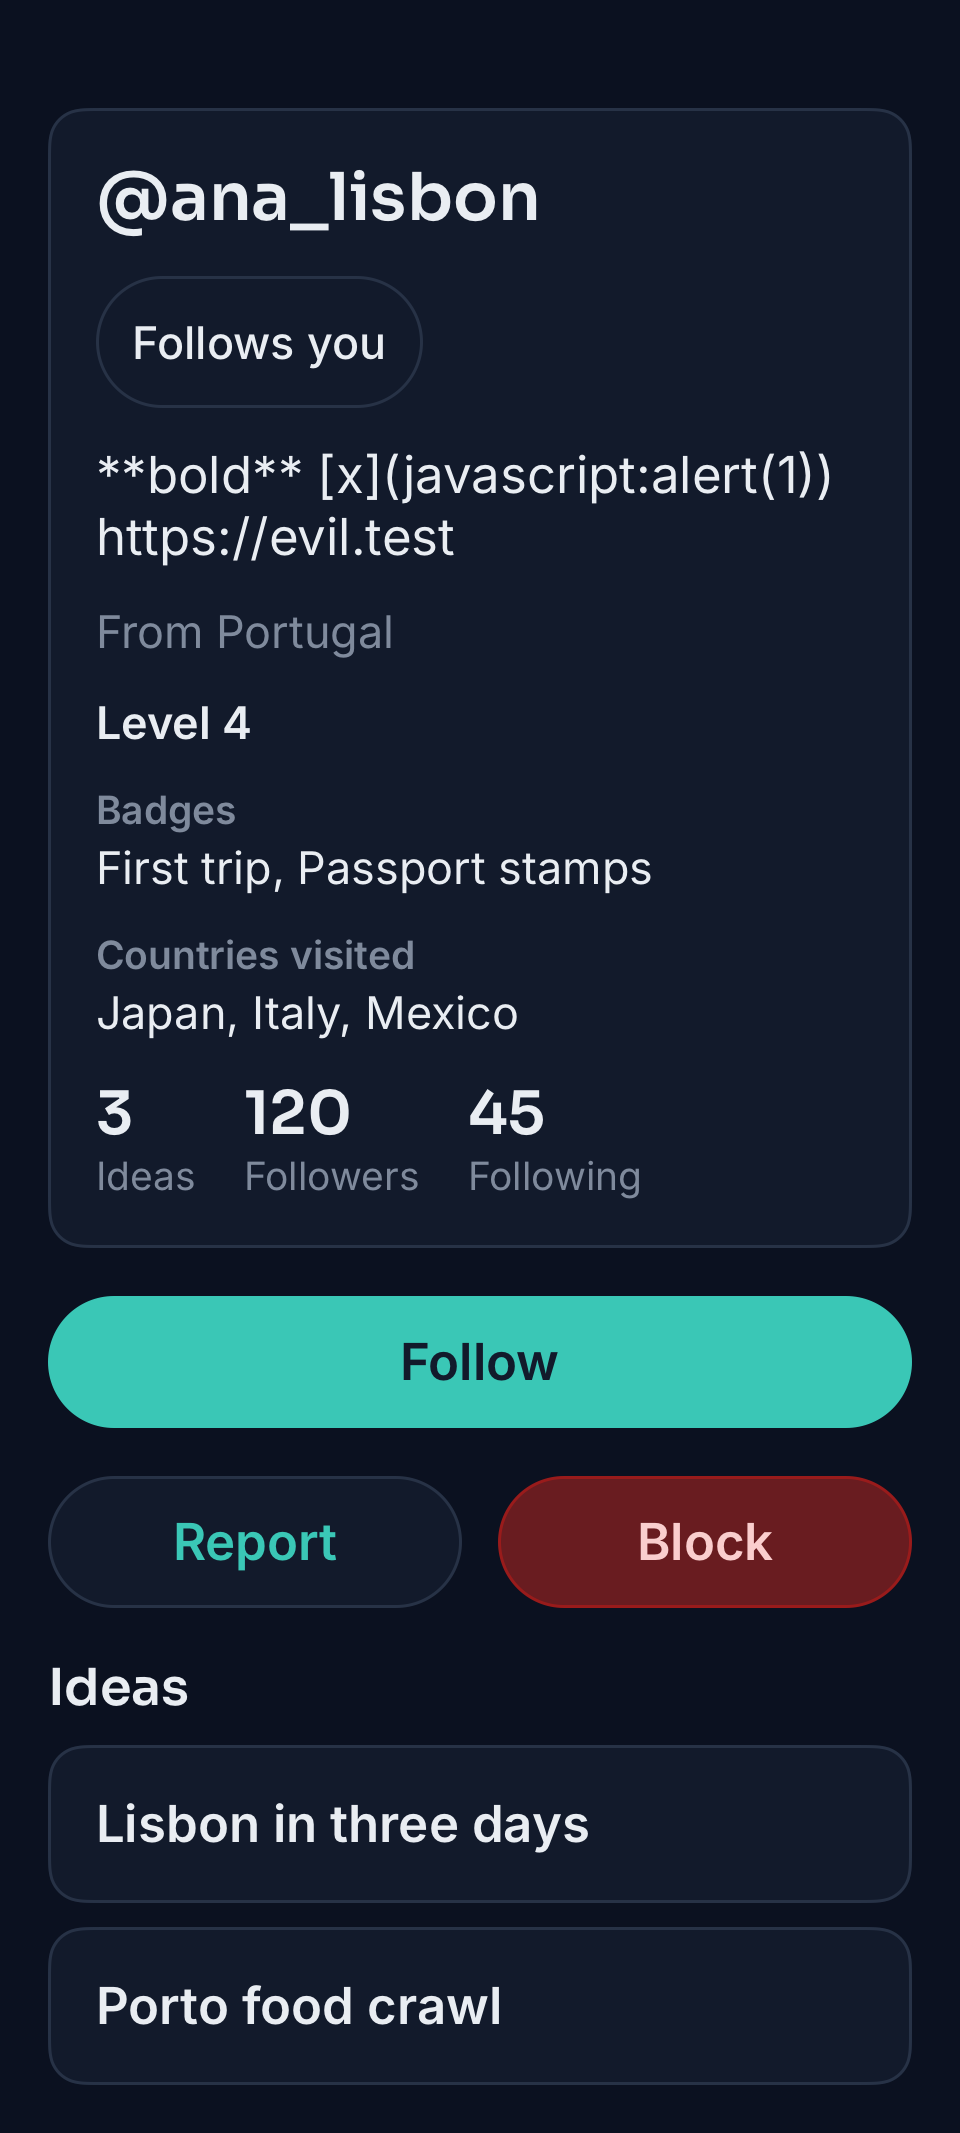 @ana_lisbon
Follows you
**bold** [x](javascript:alert(1))
https://evil.test
From Portugal
Level 4
Badges
First trip, Passport stamps
Countries visited
Japan, Italy, Mexico
3 120 45
Ideas Followers Following
Follow
Report Block
Ideas
Lisbon in three days
Porto food crawl